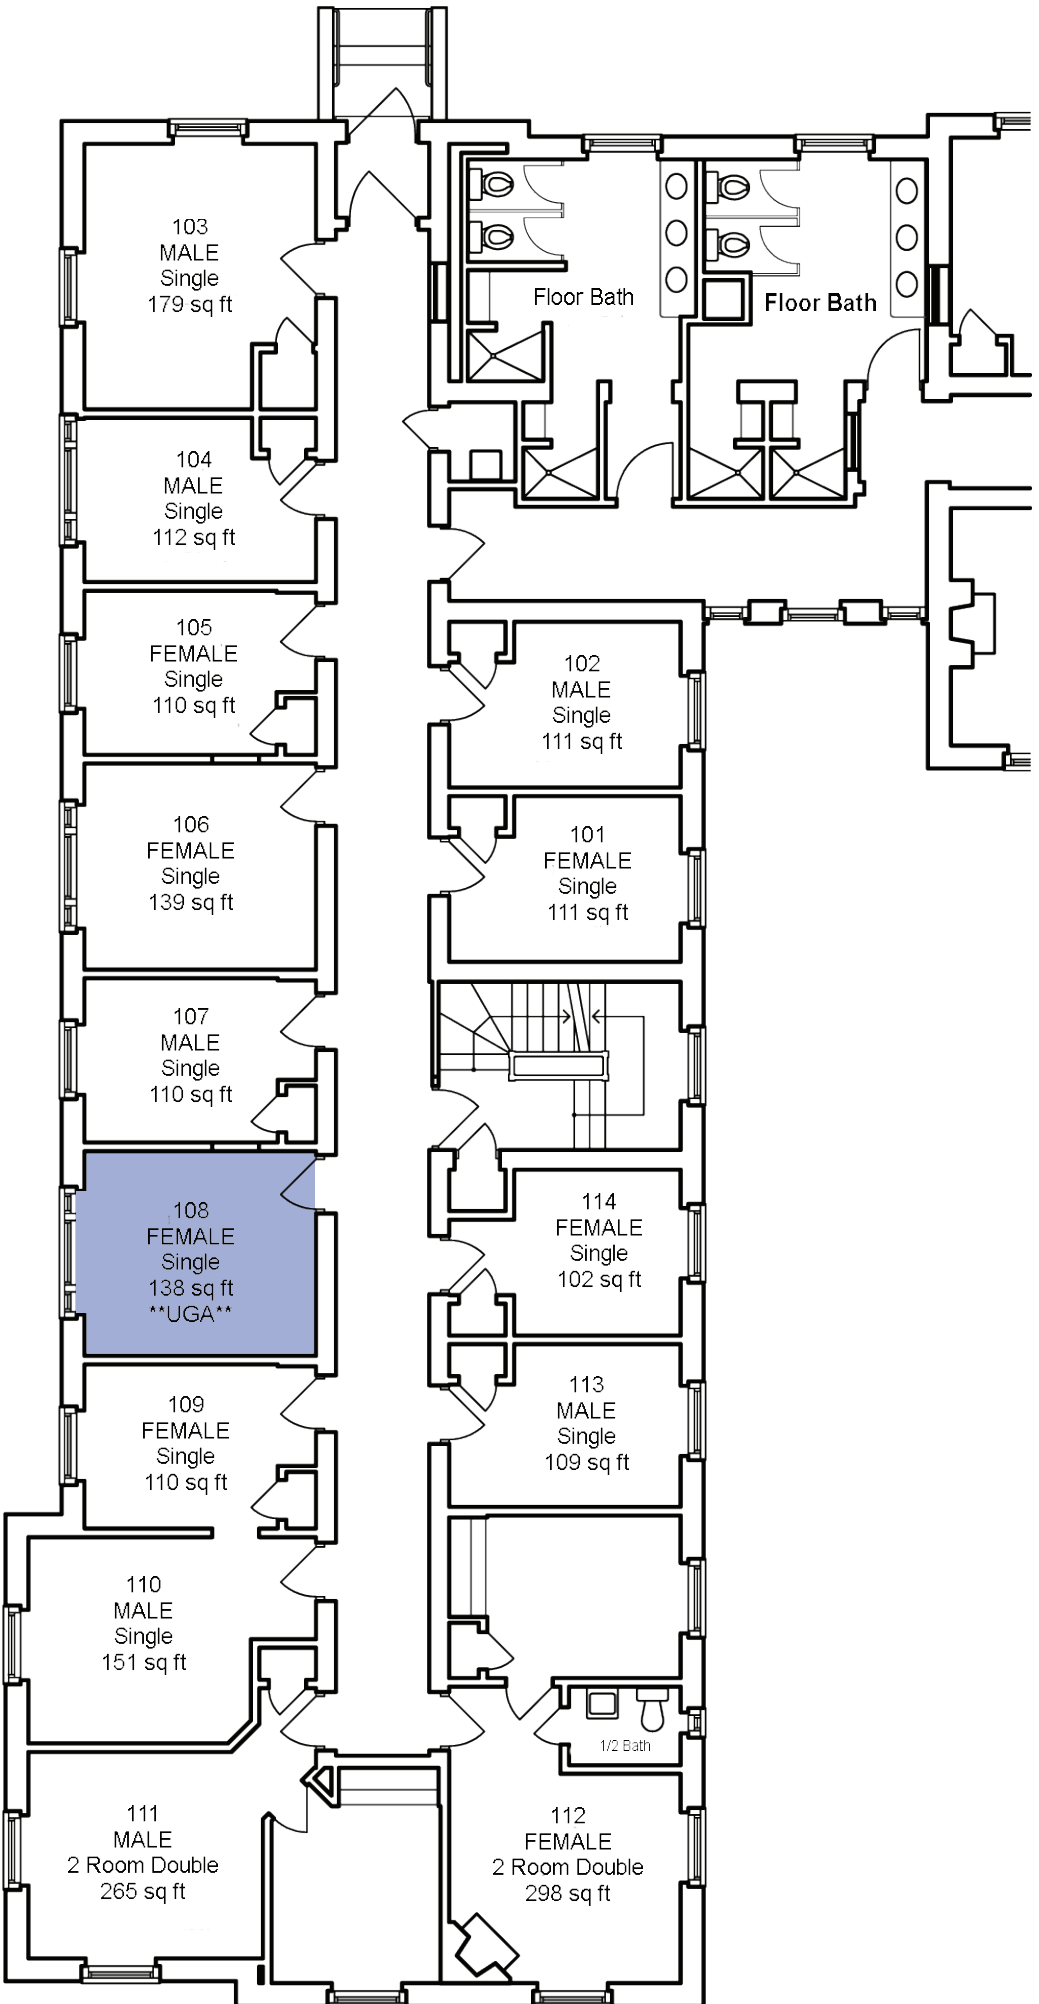 103
MALE
Single
179 sq ft
Floor Bath
Floor Bath
104
MALE
Single
112 sq ft
105
FEMALE
Single
110 sq ft
102
MALE
Single
111 sq ft
106
FEMALE
Single
139 sq ft
101
FEMALE
Single
111 sq ft
107
MALE
Single
110 sq ft
108
FEMALE
Single
138 sq ft
**UGA**
114
FEMALE
Single
102 sq ft
109
FEMALE
Single
110 sq ft
113
MALE
Single
109 sq ft
110
MALE
Single
151 sq ft
1/2 Bath
111
MALE
2 Room Double
265 sq ft
112
FEMALE
2 Room Double
298 sq ft